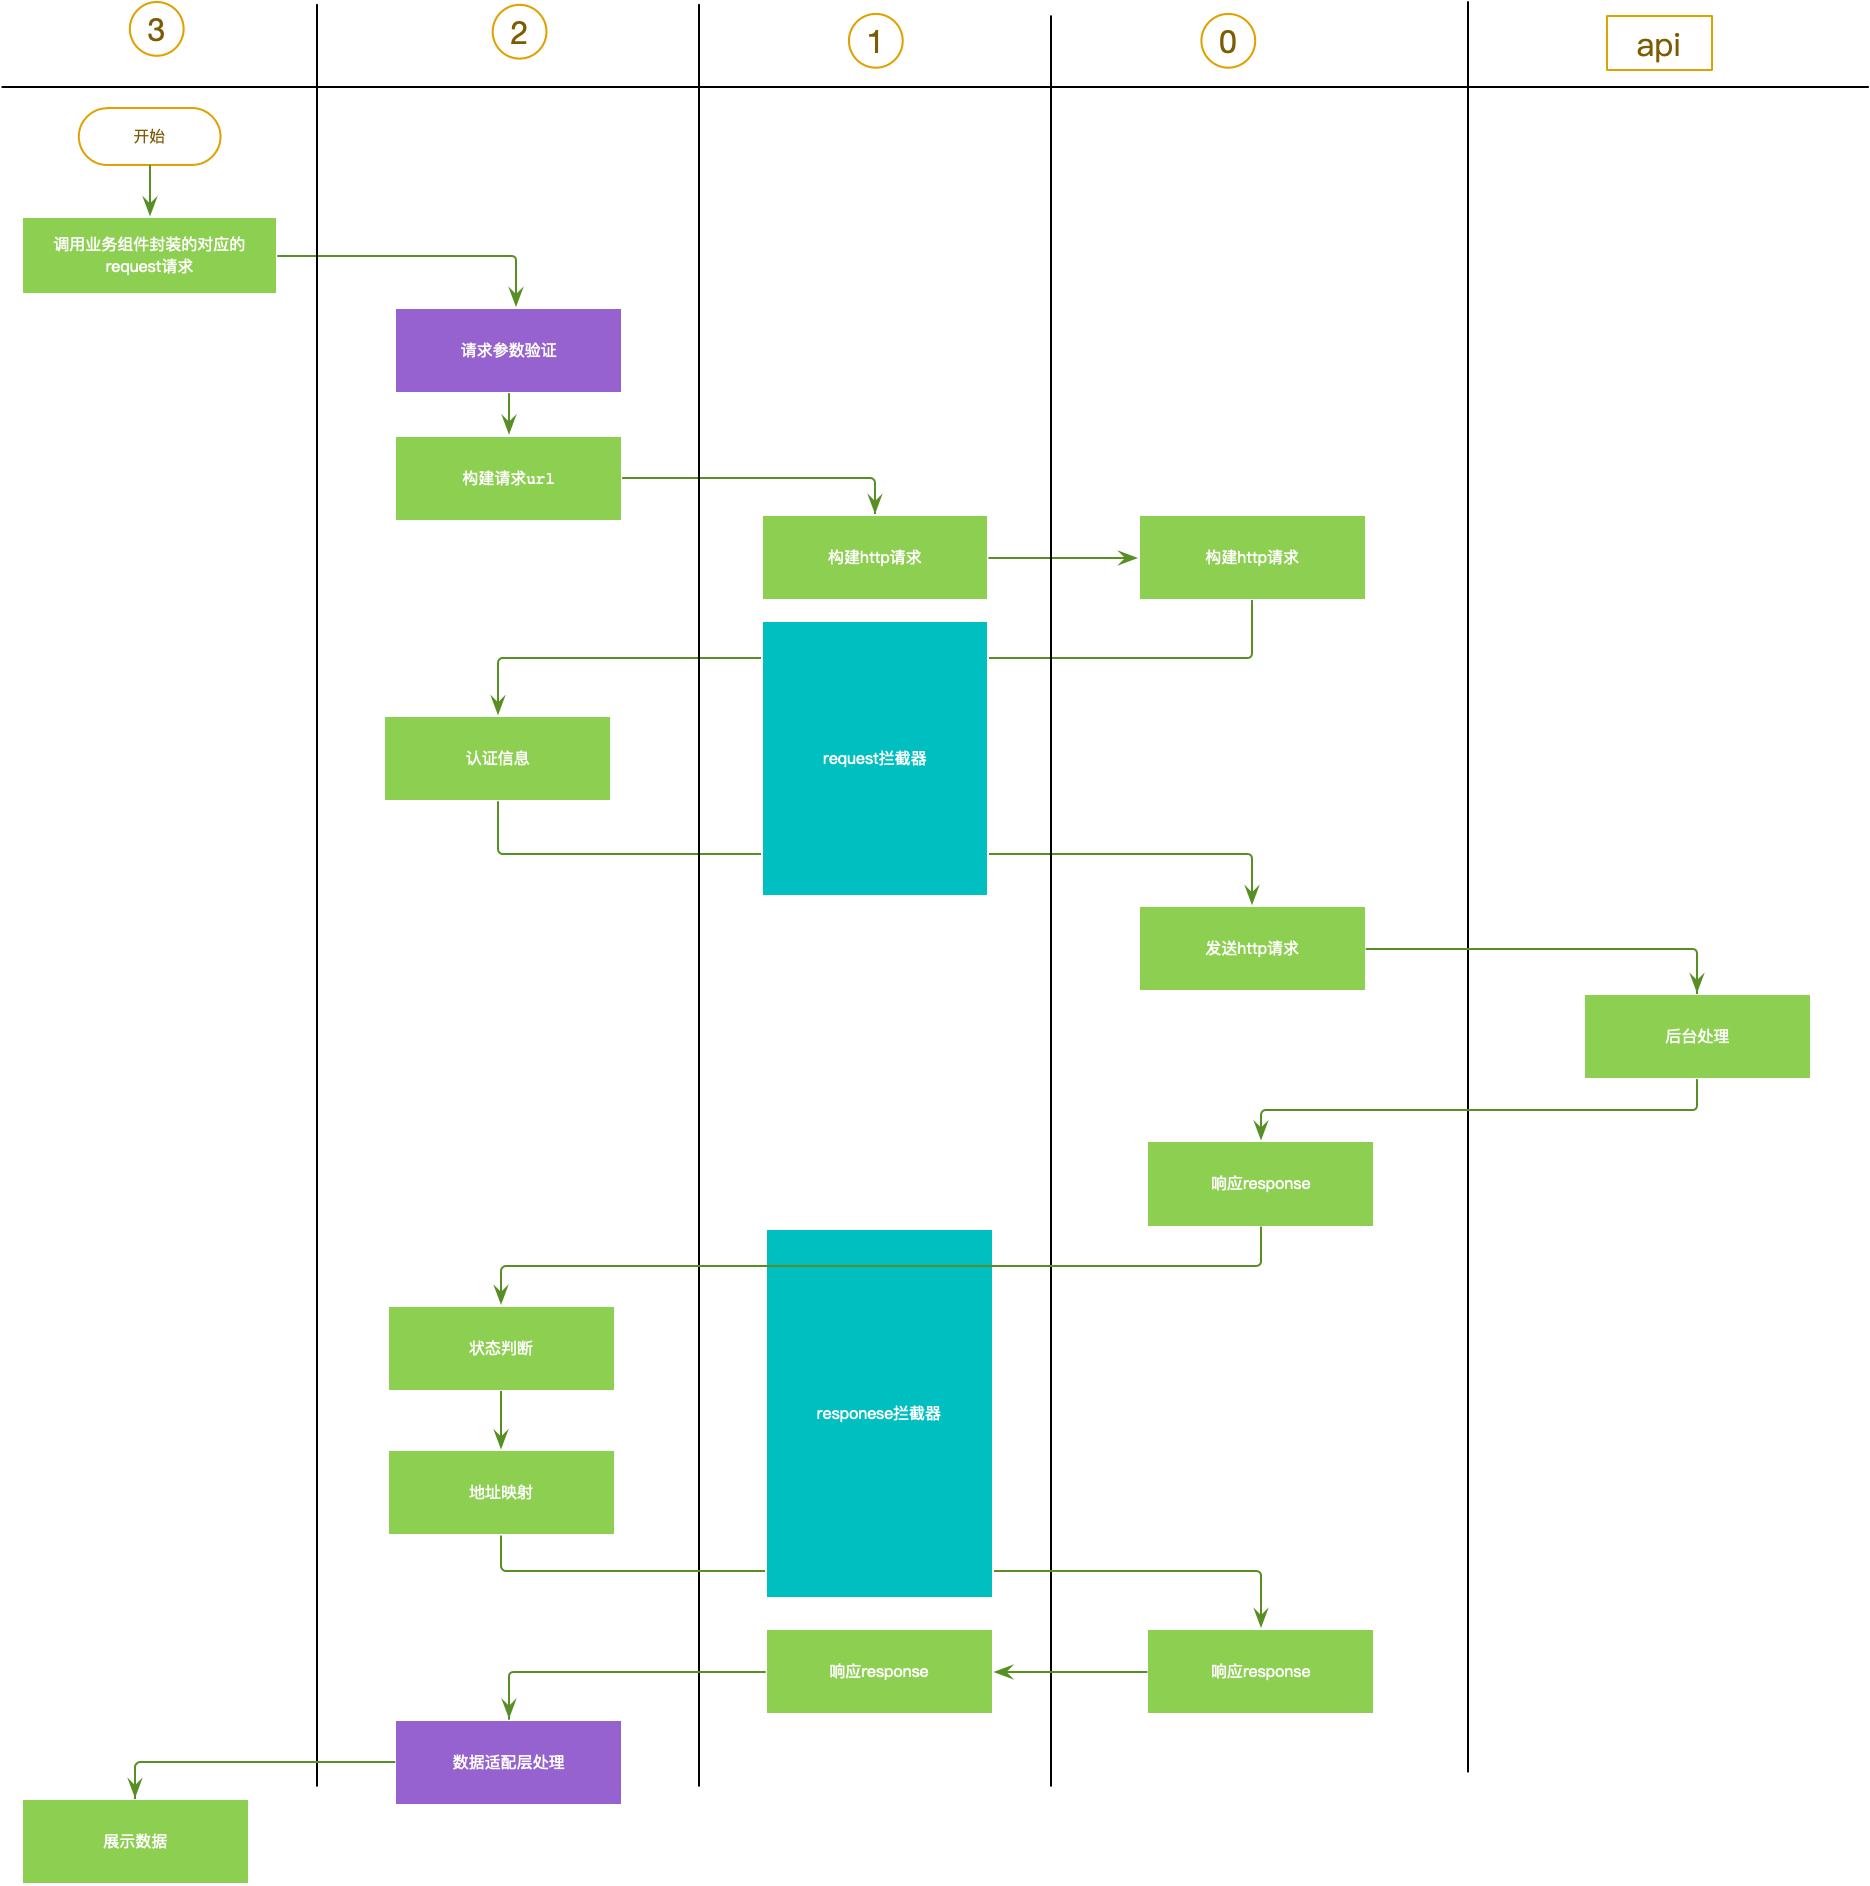 3
2
1
0
api
开始
调用业务组件封装的对应的
request请求
请求参数验证
构建请求url
构建http请求
构建http请求
request拦截器
认证信息
发送http请求
后台处理
响应response
状态判断
responese拦截器
地址映射
响应response
响应response
数据适配层处理
展示数据